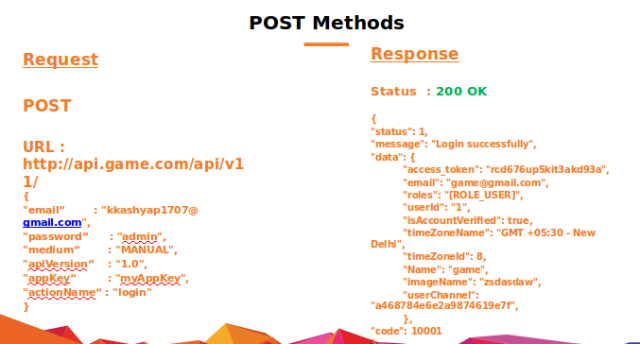 POST Methods
Request
POST
URL :
http://api.game.com/api/v1
1/
{
"email“ : "kkashyap1707@
gmail.com",
"password“ : "admin",
"medium“ : "MANUAL",
"apiVersion“ : "1.0",
"appKey“ : "myAppKey",
"actionName“ : "login"
}
Response
Status : 200 OK
{
"status": 1,
"message": "Login successfully",
"data": {
"access_token": "rcd676up5kit3akd93a",
"email": "game@gmail.com",
"roles": "[ROLE_USER]",
"userId": "1",
"isAccountVerified": true,
"timeZoneName": "GMT +05:30 - New
Delhi",
"timeZoneId": 8,
"Name": "game",
"imageName": "zsdasdaw",
"userChannel":
"a468784e6e2a9874619e7f",
},
"code": 10001